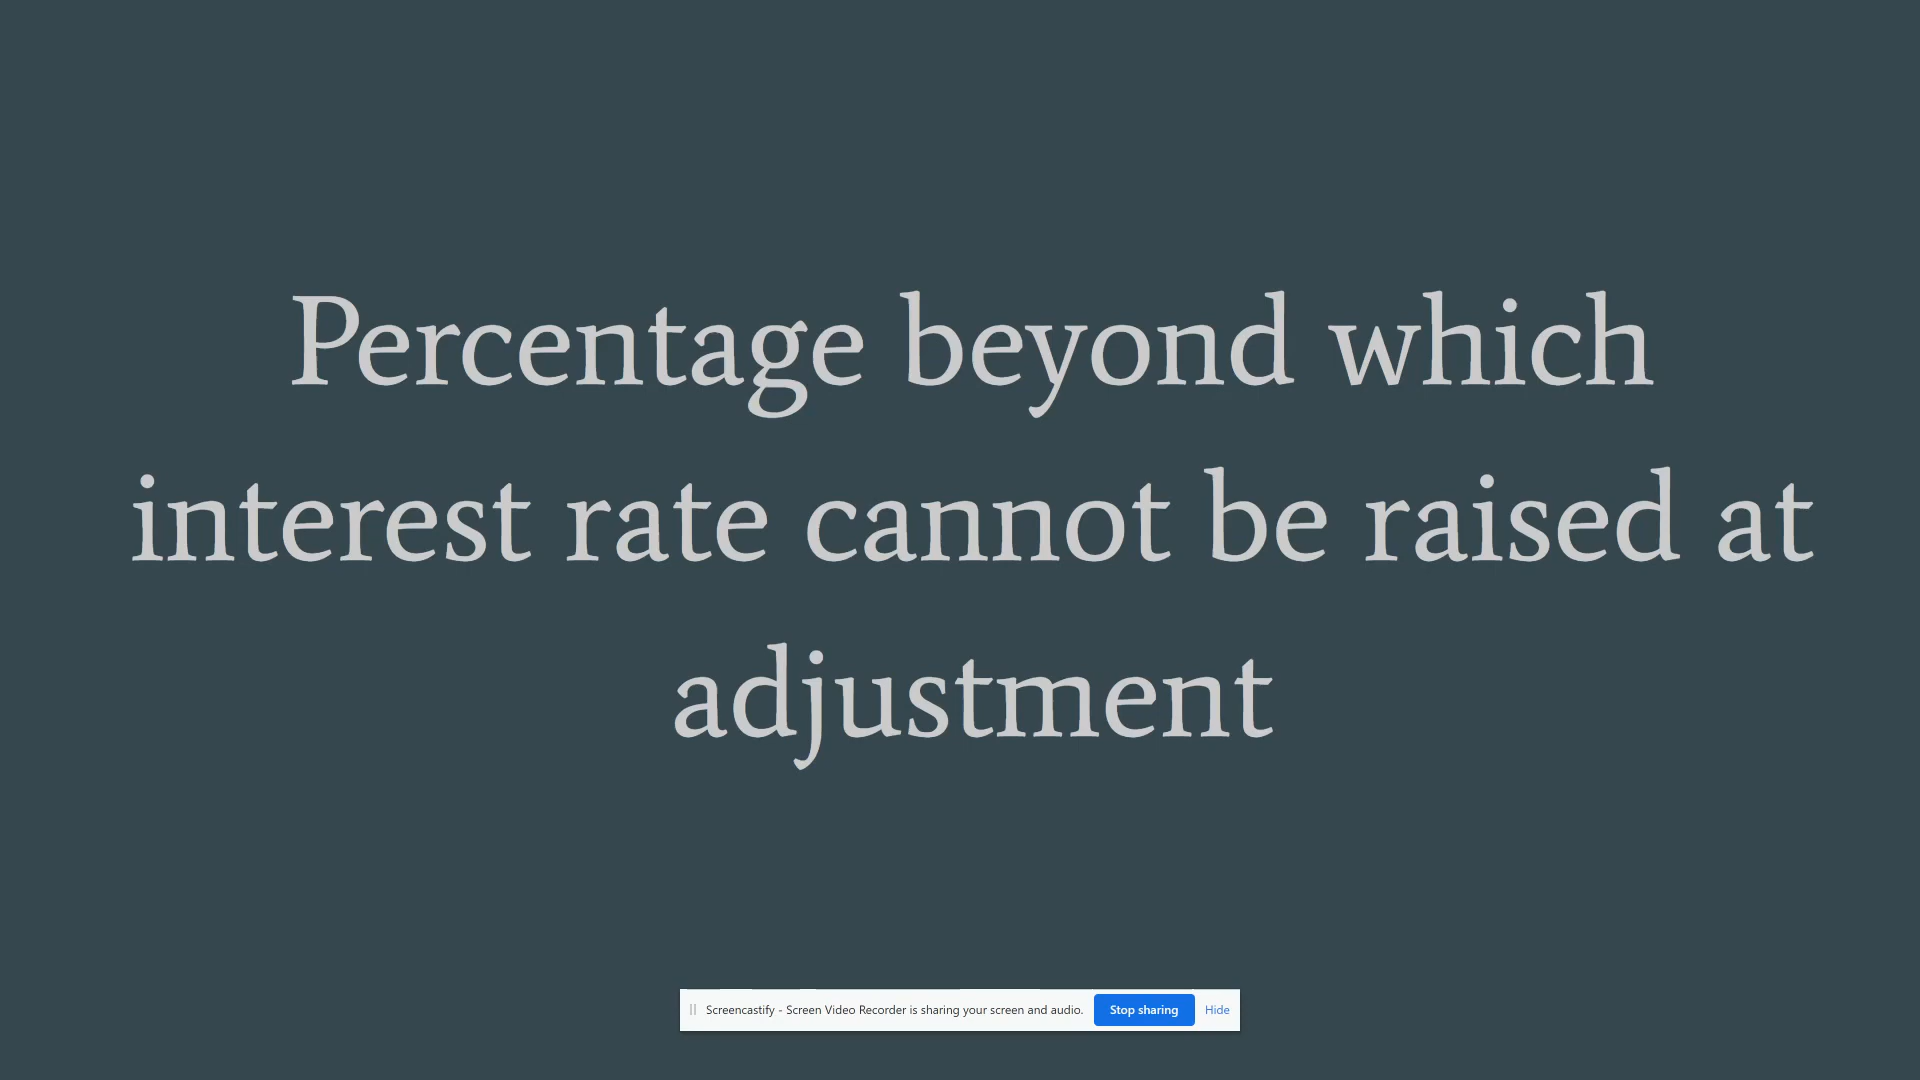 Percentage beyond which
interest rate cannot be raised at
adjustment
Screencastify - Screen Video Recorder is sharing your screen and audio. Stop sharing Hide